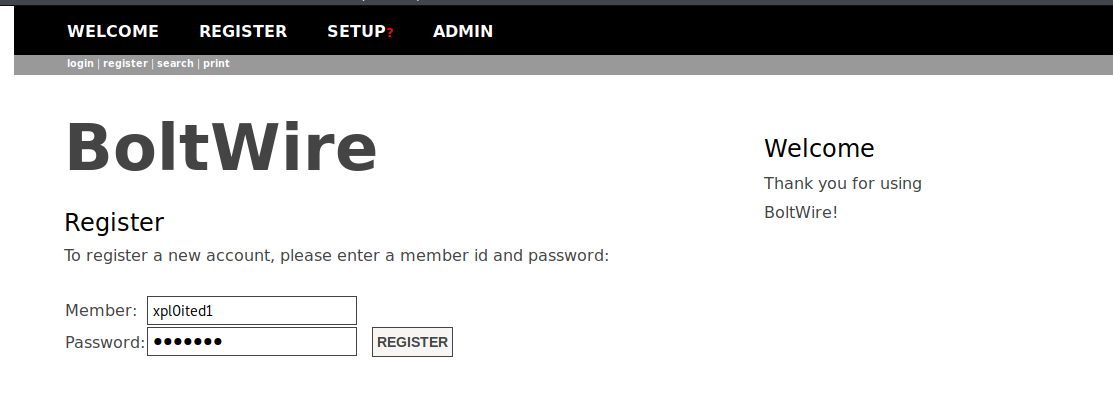 WELCOME REGISTER SETUP? ADMIN
login | register | search | print
BoltWire
Register
To register a new account, please enter a member id and password:
Member: xpl0ited1
Password: ●●●●●●● REGISTER
Welcome
Thank you for using
BoltWire!